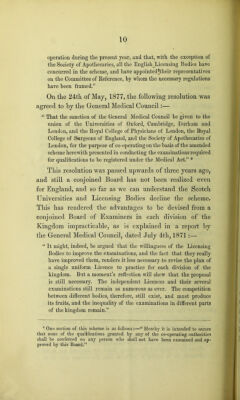 10
operation during the present year, and that, with the exception of
the Society of Apothecaries, all the English Licensing Bodies have
concurred in the scheme, and have appointed their representatives
on the Committee of Reference, by whom the necessary regulations
have been framed."
On the 24th of May, 1877, the following resolution was
agreed to by the General Medical Council :—
"That the sanction of the General Medical Council be given to the
union of the Universities of Oxford, Cambridge, Durham and
London, and the Royal College of Physicians of London, the Royal
College of Surgeons of England, and the Society of Apothecaries of
London, for the purpose of co-operating on the basis of the amended
scheme herewith presented in conducting the examinations required
for qualifications to be registered under the Medical Act." *
This resolution was passed upwards of three years ago,
and still a conjoined Board has not been realized even
for England, and so far as we can understand the Scotch
Universities and Licensing Bodies decline the scheme.
This has rendered the advantages to be devised from a
conjoined Board of Examiners in each division of the
Kingdom impracticable, as is explained in a report by
the General Medical Council, dated July 4th, 1871 :—
"It might, indeed, be argued that the willingness of the Licensing
Bodies to improve the examinations, and the fact that they really
have improved them, renders it less necessary to revise the plan of
a single uniform Licence to practise for each division of the
kingdom. But a moment's reflection will show that the proposal
is still necessary. The independent Licences and their several
examinations still remain as numerous as ever. The competition
between different bodies, therefore, still exist, and must produce
its fruits, and the inequality of the examinations in different parts
of the kingdom remain."
* One section of this scheme is as follows :—" Hereby it is intended to secure
that none of the qualifications granted by any of the co-operating authorities
shall be conferred on any person who shall not have been examined and ap-
proved by this Board."